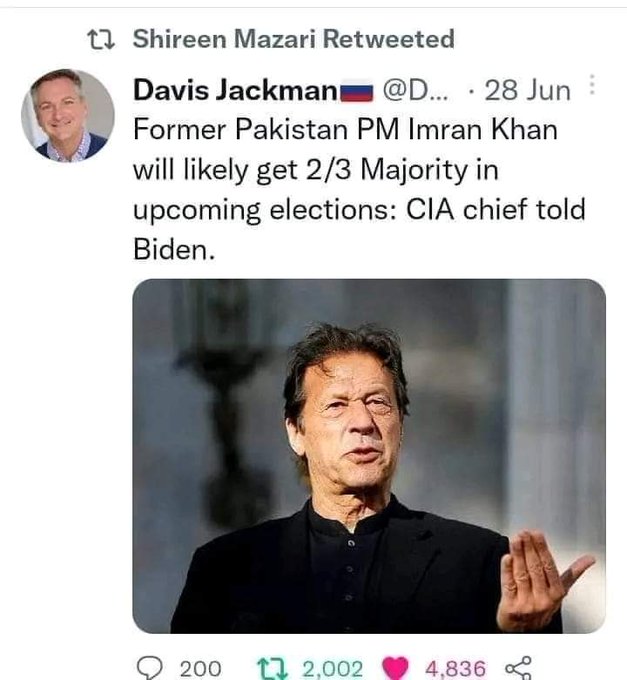 Shireen Mazari Retweeted
Davis Jackman @D... · 28 Jun
Former Pakistan PM Imran Khan
will likely get 2/3 Majority in
upcoming elections: CIA chief told
Biden.
200 2,002 4,836